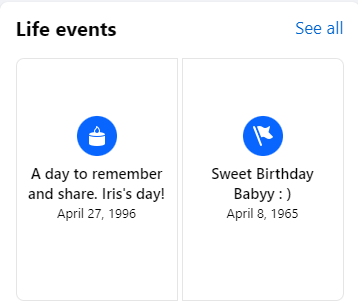 Life events
See all
A day to remember
and share. Iris's day!
April 27, 1996
Sweet Birthday
Babyy : )
April 8, 1965